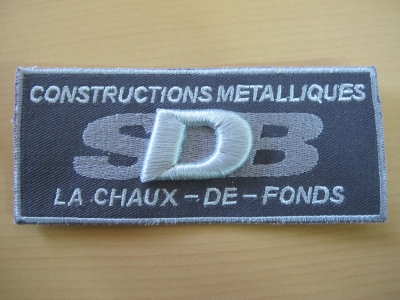 CONSTRUCTIONS METALLIQUES
SDB
LA CHAUX-DE-FONDS